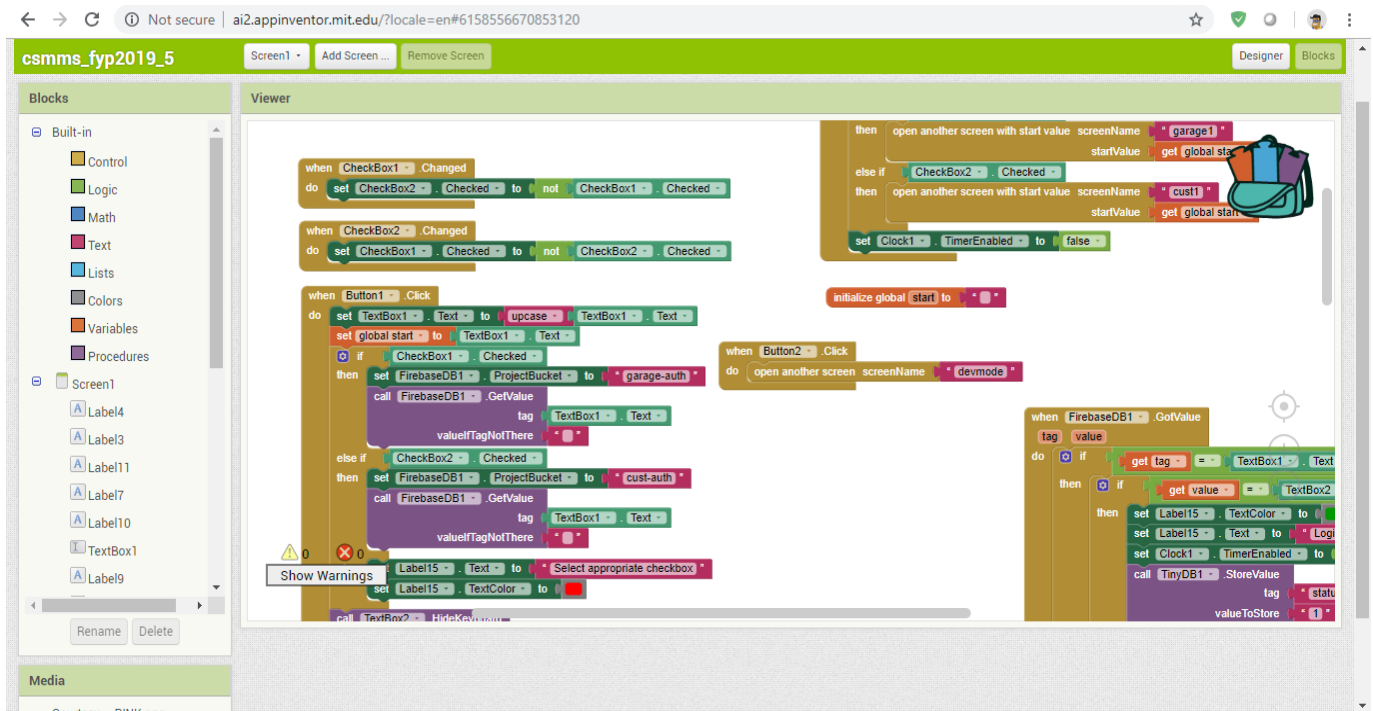 Not secure | ai2.appinventor.mit.edu/?locale=en#6158556670853120
csmms_fyp2019_5 Screen1 Add Screen ... Remove Screen Designer Blocks
Blocks
Built-in
Control
Logic
Math
Text
Lists
Colors
Variables
Procedures
Screen1
Label4
Label3
Label11
Label7
Label10
TextBox1
Label9
Rename Delete
Media
Viewer
when CheckBox1 .Changed
do set CheckBox2 . Checked to not CheckBox1 . Checked
when CheckBox2 .Changed
do set CheckBox1 . Checked to not CheckBox2 . Checked
when Button1 .Click
do set TextBox1 . Text to upcase TextBox1 . Text
set global start to TextBox1 . Text
if CheckBox1 . Checked
then set FirebaseDB1 . ProjectBucket to " garage-auth "
call FirebaseDB1 .GetValue
tag TextBox1 . Text
valueIfTagNotThere " "
else if CheckBox2 . Checked
then set FirebaseDB1 . ProjectBucket to " cust-auth "
call FirebaseDB1 .GetValue
tag TextBox1 . Text
valueIfTagNotThere " "
Label15 . Text to " Select appropriate checkbox "
set Label15 . TextColor to
call TextBox2 . HideKeyboard
0 0
Show Warnings
then open another screen with start value screenName " garage1 "
startValue get global sta
else if CheckBox2 . Checked
then open another screen with start value screenName " cust1 "
startValue get global start
set Clock1 . TimerEnabled to false
initialize global start to " "
when Button2 .Click
do open another screen screenName " devmode "
when FirebaseDB1 .GotValue
tag value
do if get tag = TextBox1 . Text
then if get value = TextBox2
then set Label15 . TextColor to
set Label15 . Text to " Logi
set Clock1 . TimerEnabled to
call TinyDB1 .StoreValue
tag " statu
valueToStore " 1 "